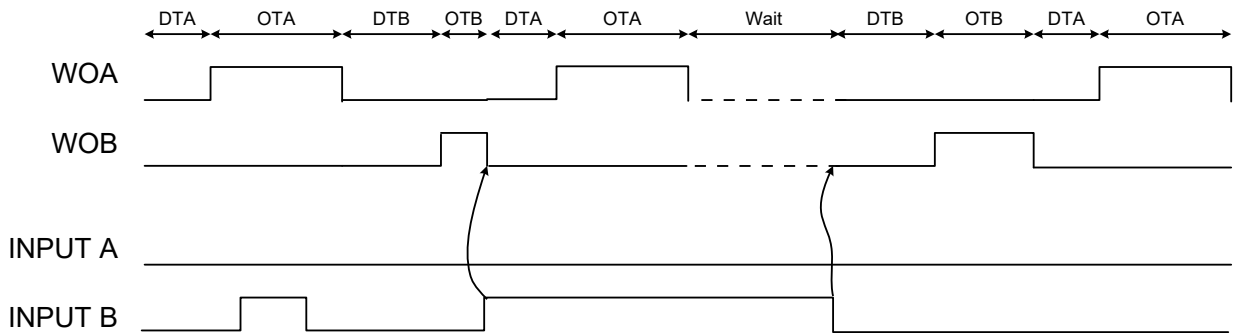 DTA OTA DTB OTB DTA OTA Wait DTB OTB DTA OTA
WOA
WOB
INPUT A
INPUT B